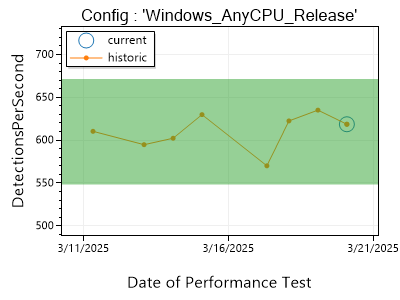 Config : 'Windows_AnyCPU_Release'
current
historic
DetectionsPerSecond
700
650
600
550
500
3/11/2025
3/16/2025
3/21/2025
Date of Performance Test